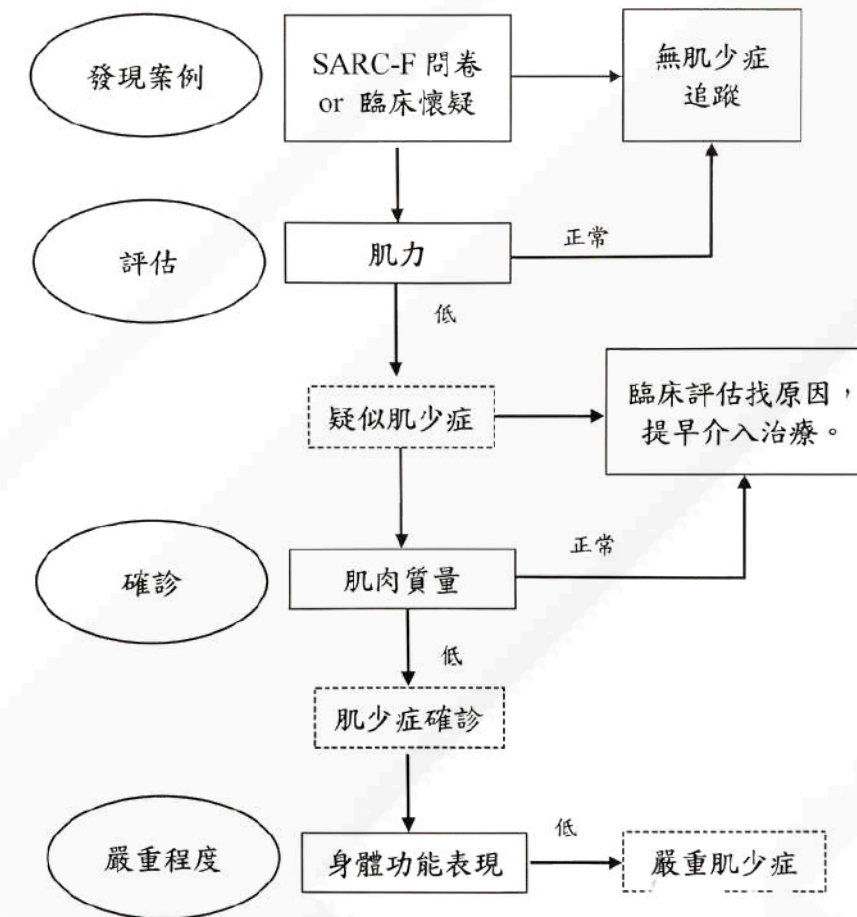 發現案例
SARC-F 問卷
or 臨床懷疑
無肌少症
追蹤
評估
肌力
正常
低
疑似肌少症
臨床評估找原因，
提早介入治療。
確診
肌肉質量
正常
低
肌少症確診
嚴重程度
身體功能表現
低
嚴重肌少症